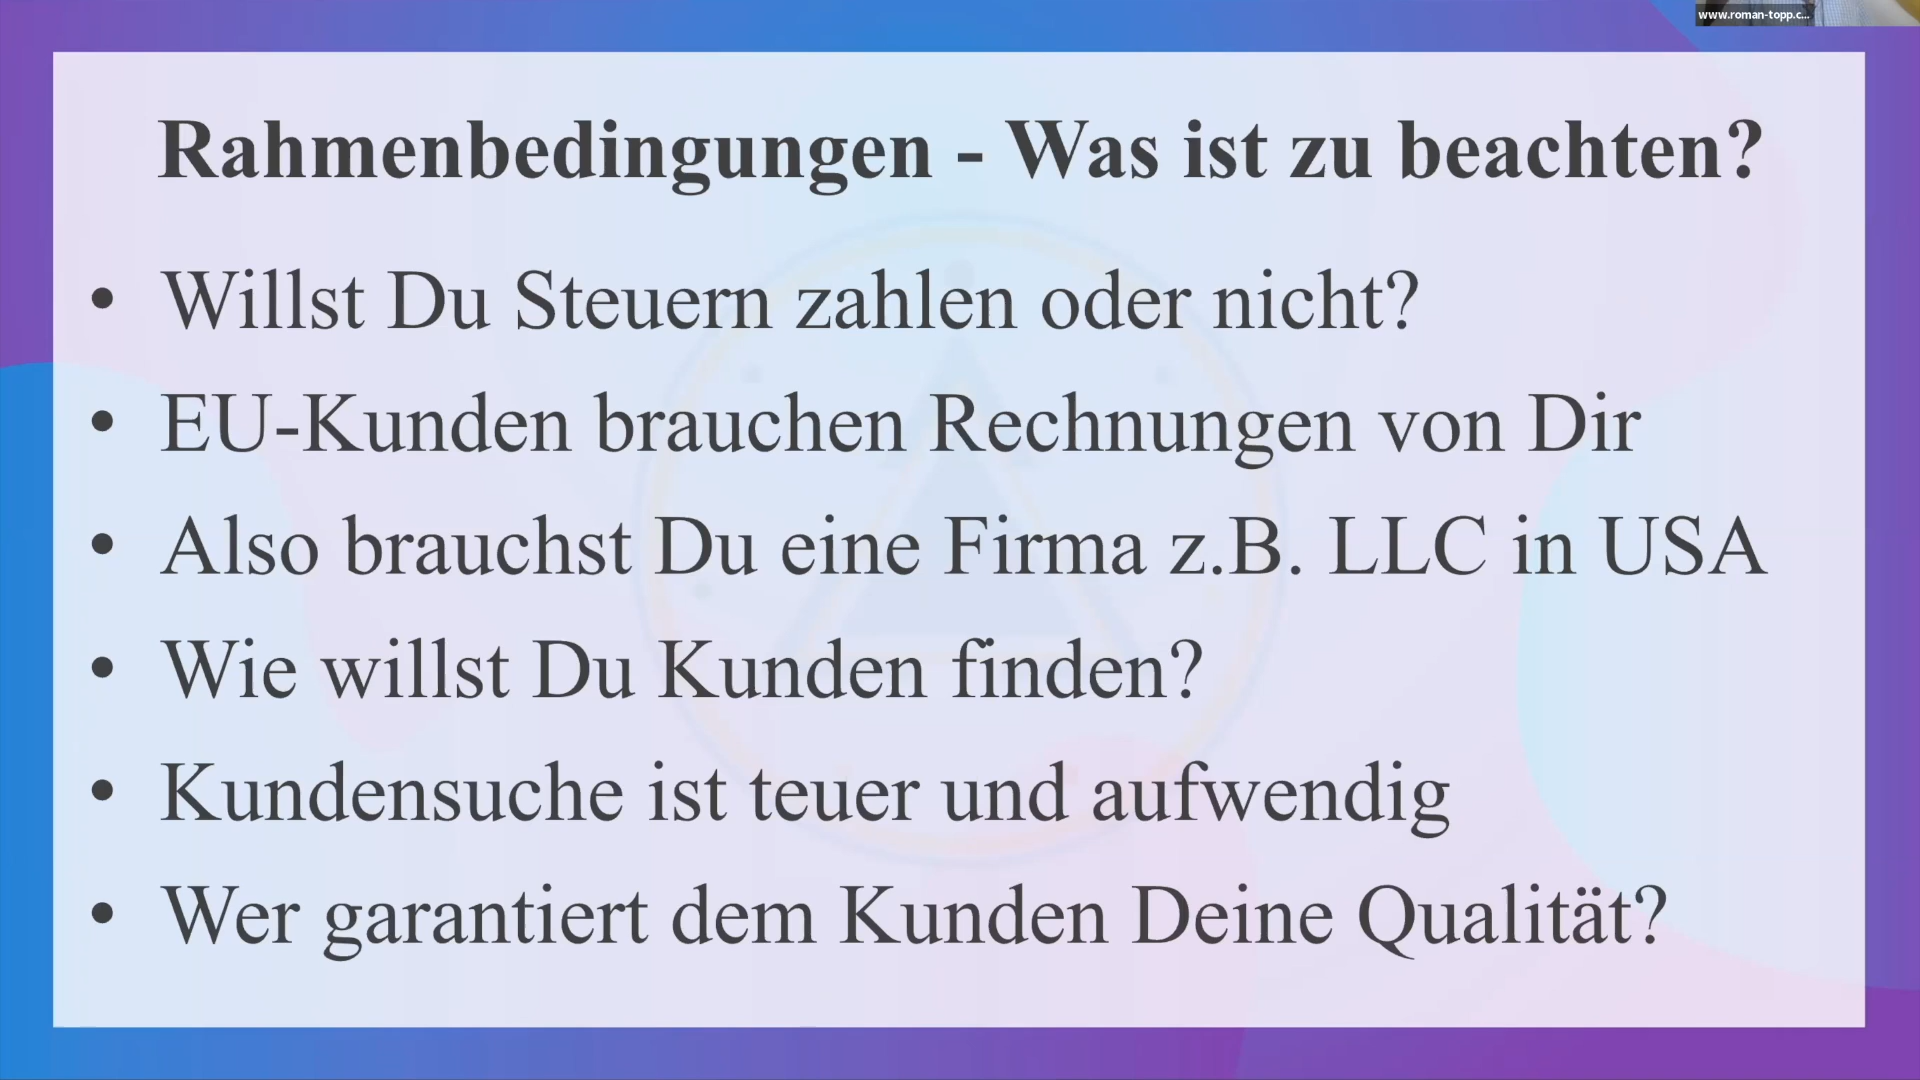 www.roman-topp.c...
Rahmenbedingungen - Was ist zu beachten?
• Willst Du Steuern zahlen oder nicht?
• EU-Kunden brauchen Rechnungen von Dir
• Also brauchst Du eine Firma z.B. LLC in USA
• Wie willst Du Kunden finden?
• Kundensuche ist teuer und aufwendig
• Wer garantiert dem Kunden Deine Qualität?